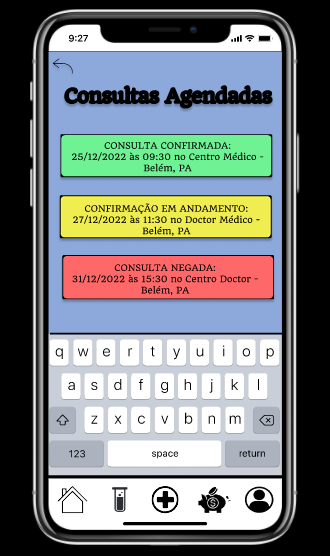 9:27
Consultas Agendadas
CONSULTA CONFIRMADA:
25/12/2022 às 09:30 no Centro Médico -
Belém, PA
CONFIRMAÇÃO EM ANDAMENTO:
27/12/2022 às 11:30 no Doctor Médico -
Belém, PA
CONSULTA NEGADA:
31/12/2022 às 15:30 no Centro Doctor -
Belém, PA
q w e r t y u i o p
a s d f g h j k l
z x c v b n m
123 space return
$